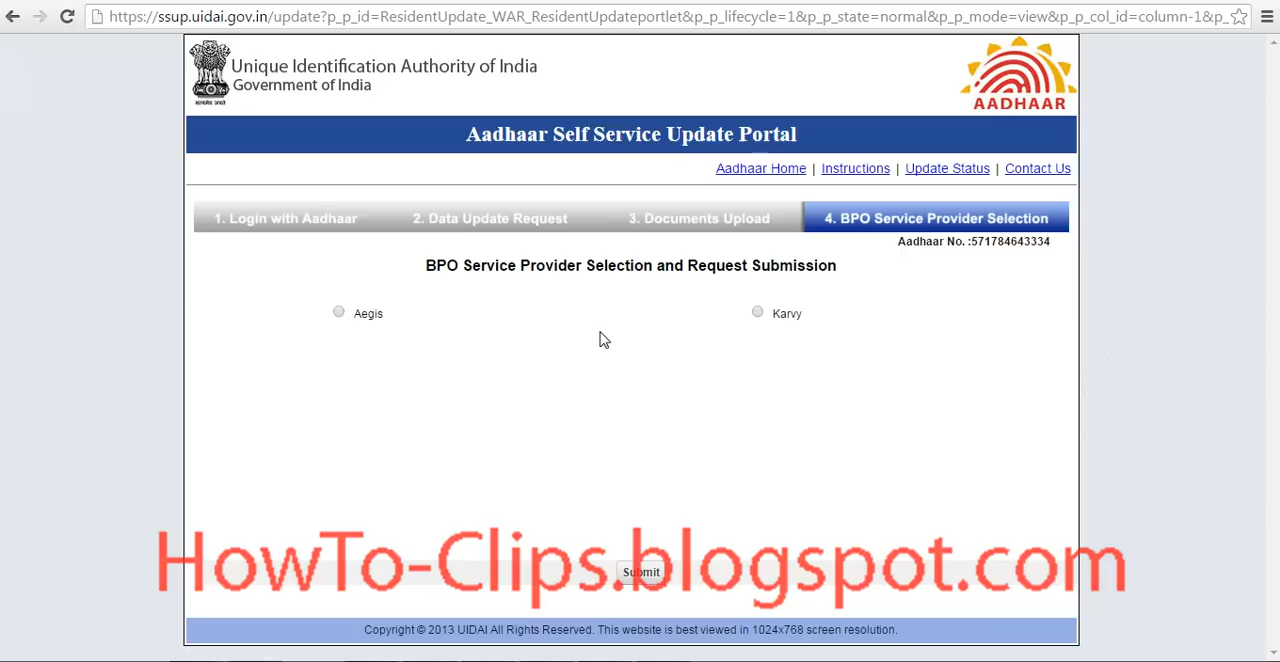 https://ssup.uidai.gov.in/update?p_p_id=ResidentUpdate_WAR_ResidentUpdateportlet&p_p_lifecycle=1&p_p_state=normal&p_p_mode=view&p_p_col_id=column-1&p_
Unique Identification Authority of India
Government of India
सत्यमेव जयते
AADHAAR
Aadhaar Self Service Update Portal
Aadhaar Home | Instructions | Update Status | Contact Us
1. Login with Aadhaar 2. Data Update Request 3. Documents Upload 4. BPO Service Provider Selection
Aadhaar No. :571784643334
BPO Service Provider Selection and Request Submission
Aegis Karvy
HowTo-Clips.blogspot.com
Submit
Copyright © 2013 UIDAI All Rights Reserved. This website is best viewed in 1024x768 screen resolution.